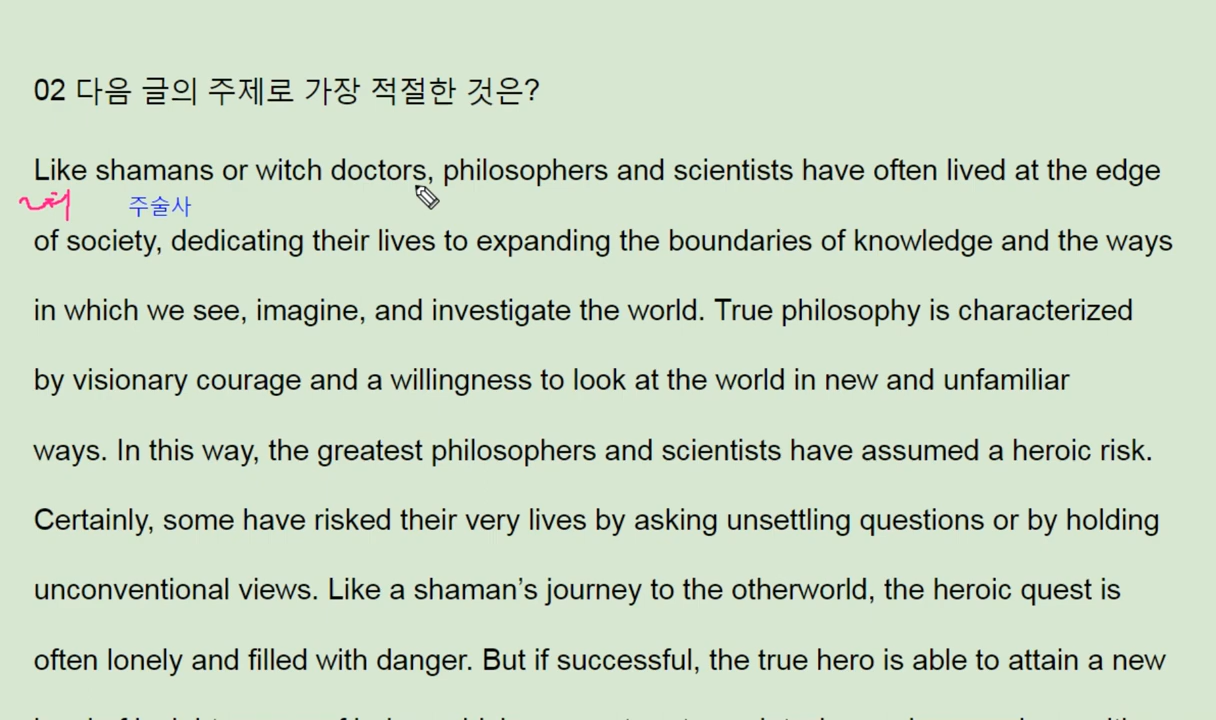 02 다음 글의 주제로 가장 적절한 것은?
Like shamans or witch doctors, philosophers and scientists have often lived at the edge
~처럼 주술사
of society, dedicating their lives to expanding the boundaries of knowledge and the ways
in which we see, imagine, and investigate the world. True philosophy is characterized
by visionary courage and a willingness to look at the world in new and unfamiliar
ways. In this way, the greatest philosophers and scientists have assumed a heroic risk.
Certainly, some have risked their very lives by asking unsettling questions or by holding
unconventional views. Like a shaman’s journey to the otherworld, the heroic quest is
often lonely and filled with danger. But if successful, the true hero is able to attain a new